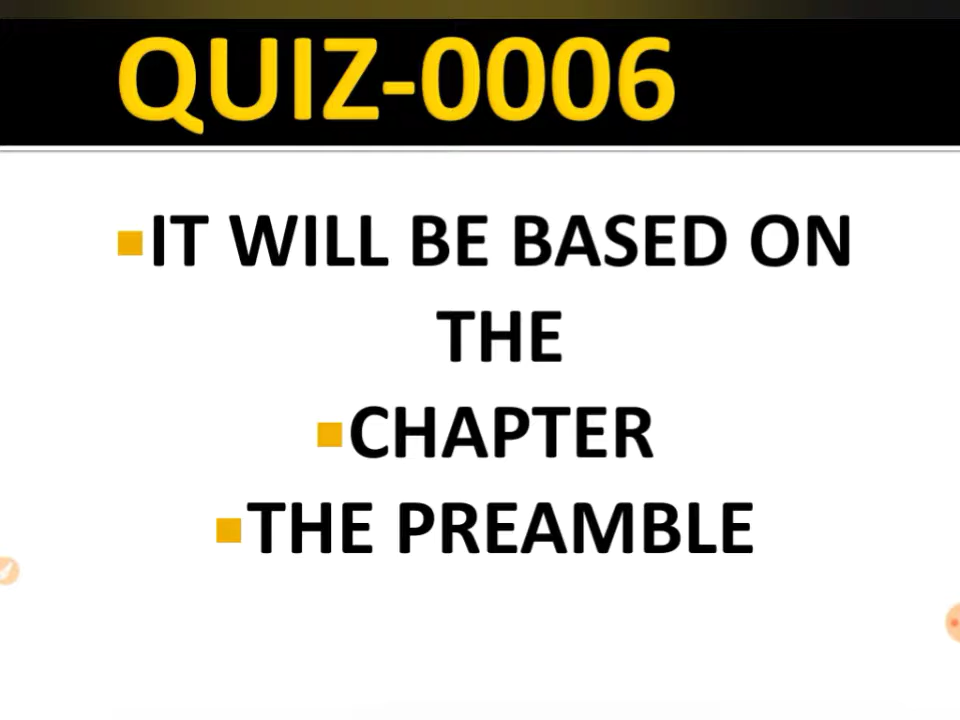 QUIZ-0006
IT WILL BE BASED ON
THE
CHAPTER
THE PREAMBLE